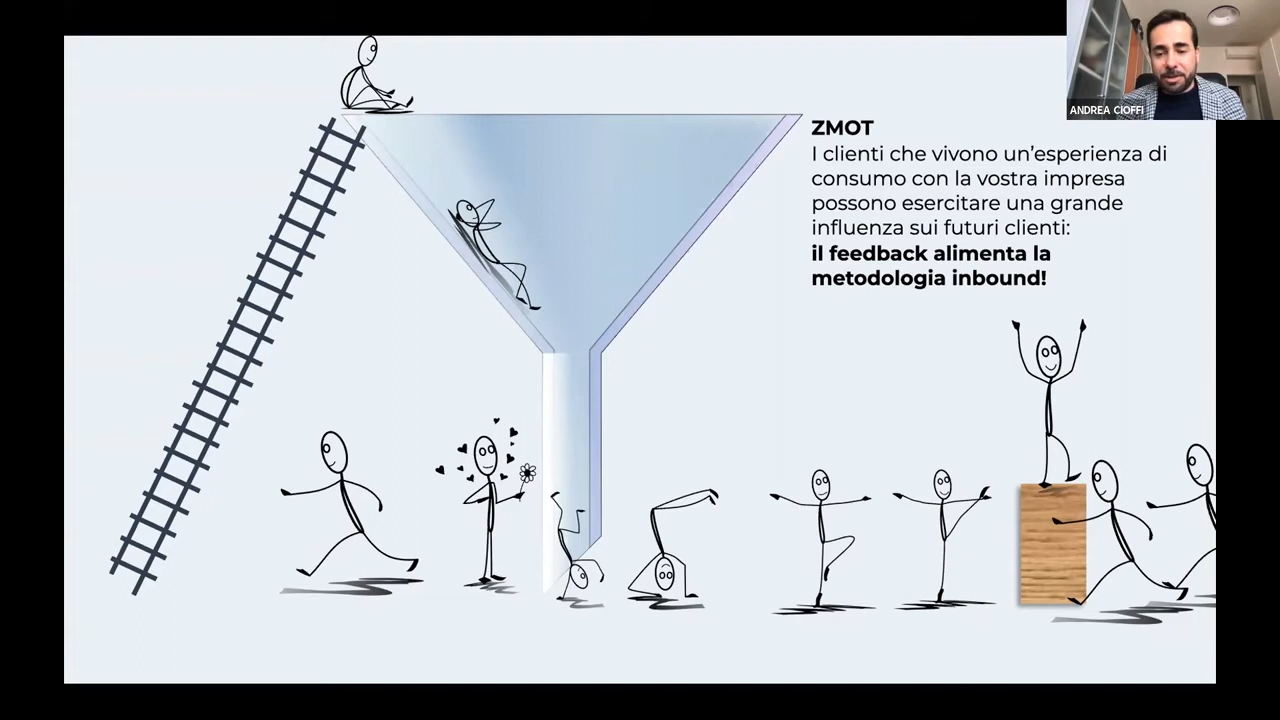 ANDREA CIOFFI
ZMOT
I clienti che vivono un'esperienza di
consumo con la vostra impresa
possono esercitare una grande
influenza sui futuri clienti:
il feedback alimenta la
metodologia inbound!